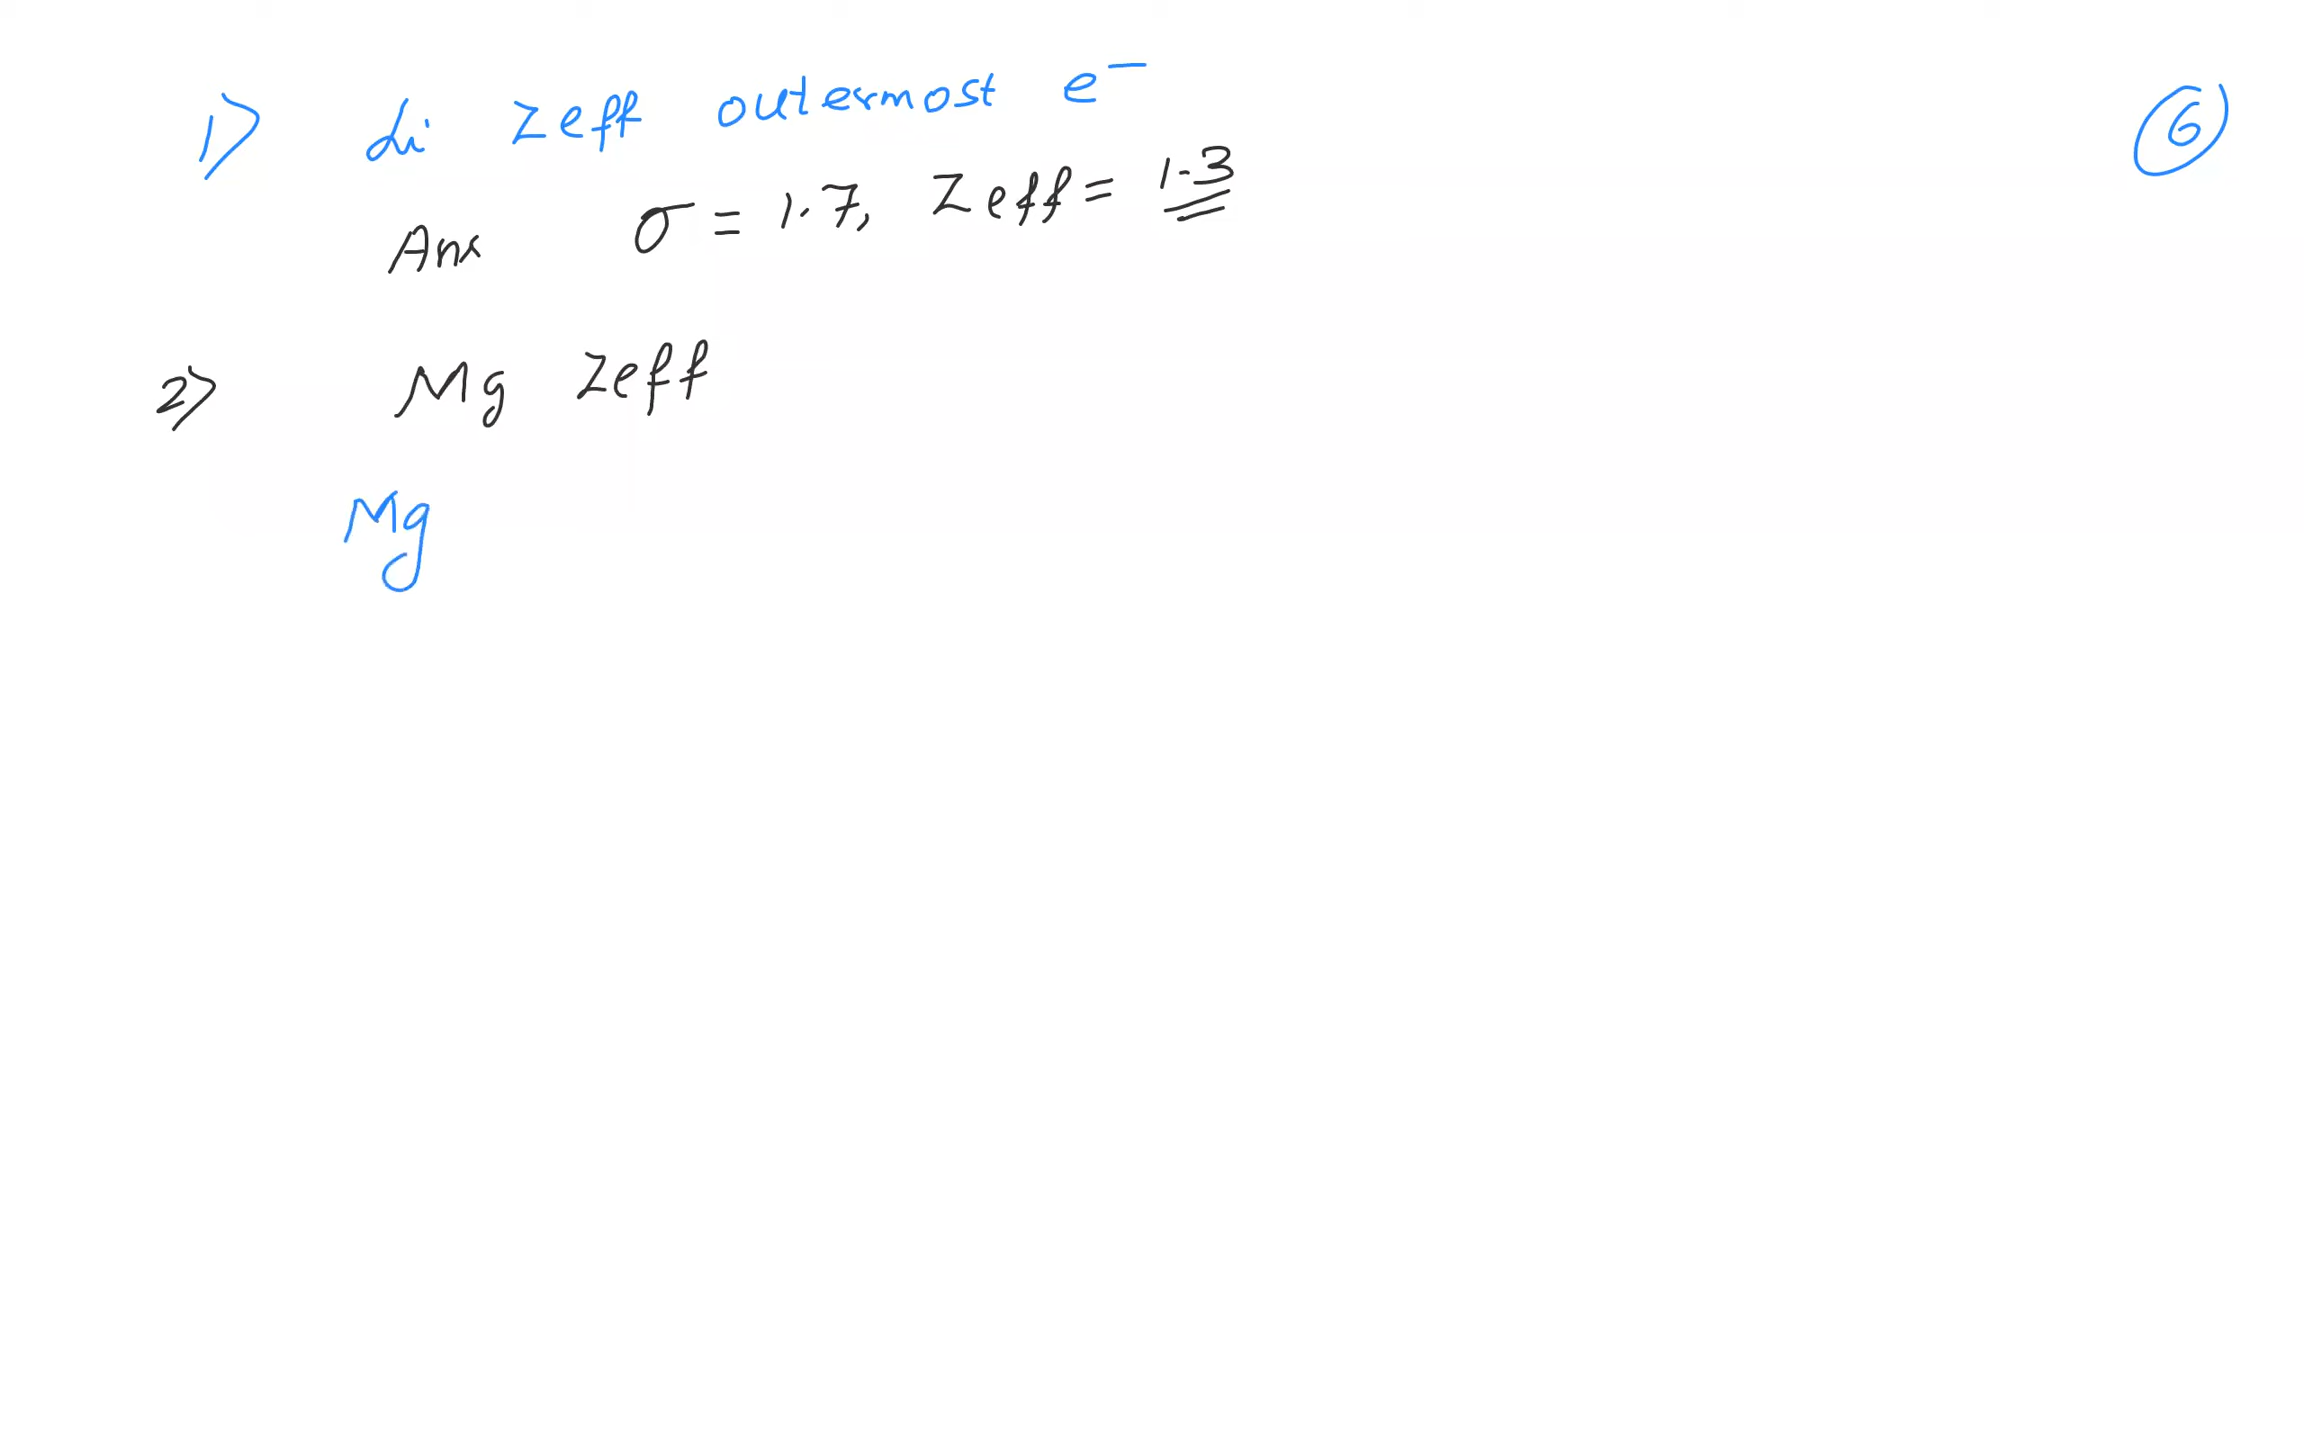 1) Li Zeff outermost e⁻
6
Ans σ = 1.7, Zeff = 1.3
2) Mg Zeff
Mg